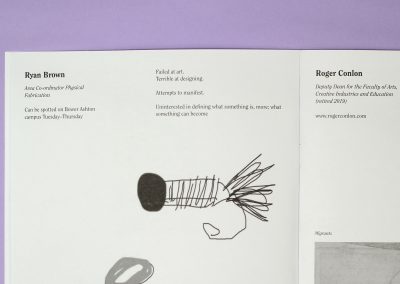 Ryan Brown
Area Co-ordinator Physical
Fabrication
Can be spotted on Bower Ashton
campus Tuesday–Thursday
Failed at art.
Terrible at designing.
Attempts to manifest.
Uninterested in defining what something is, more; what
something can become
Roger Conlon
Deputy Dean for the Faculty of Arts,
Creative Industries and Education
(retired 2019)
www.rogerconlon.com